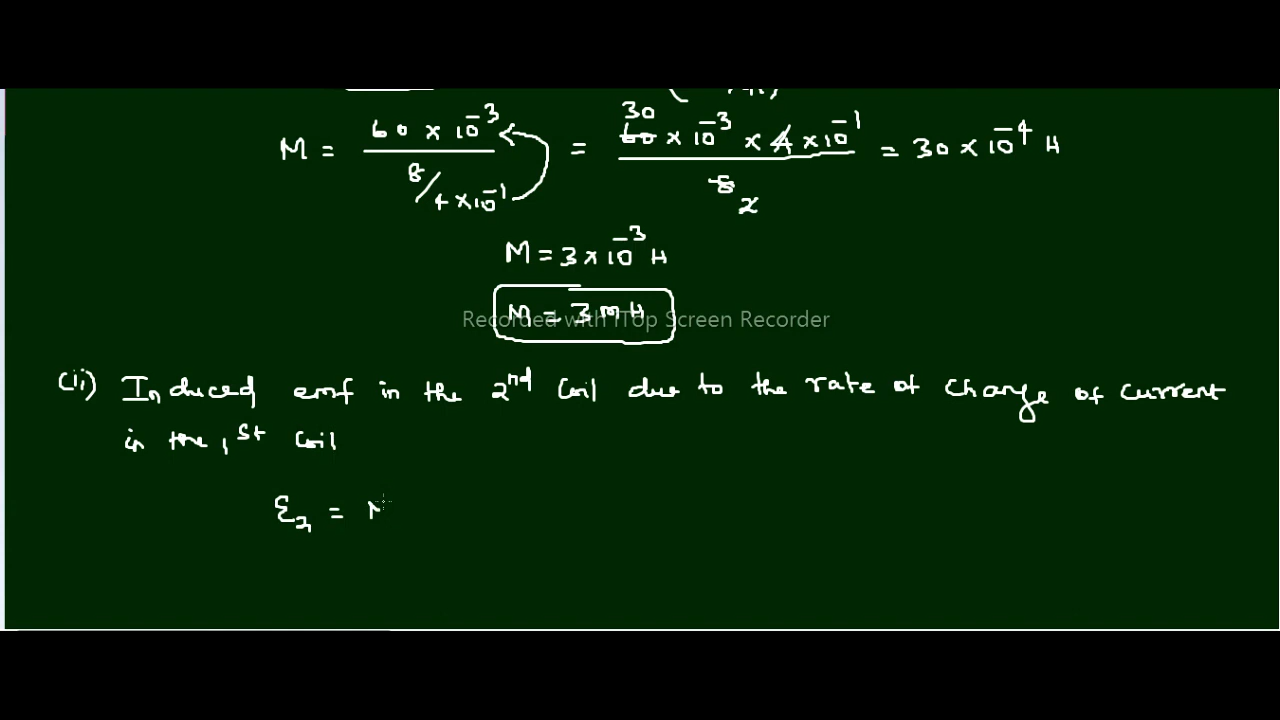 M = 60 × 10⁻³ / 8/4 × 10⁻¹ = 30 60 × 10⁻³ × 4 × 10⁻¹ / 8 2 = 30 × 10⁻⁴ H
M = 3 × 10⁻³ H
M = 3 mH
Recorded with iTop Screen Recorder
(ii) Induced emf in the 2nd Coil due to the rate of change of current
in the 1st Coil
ε₂ =